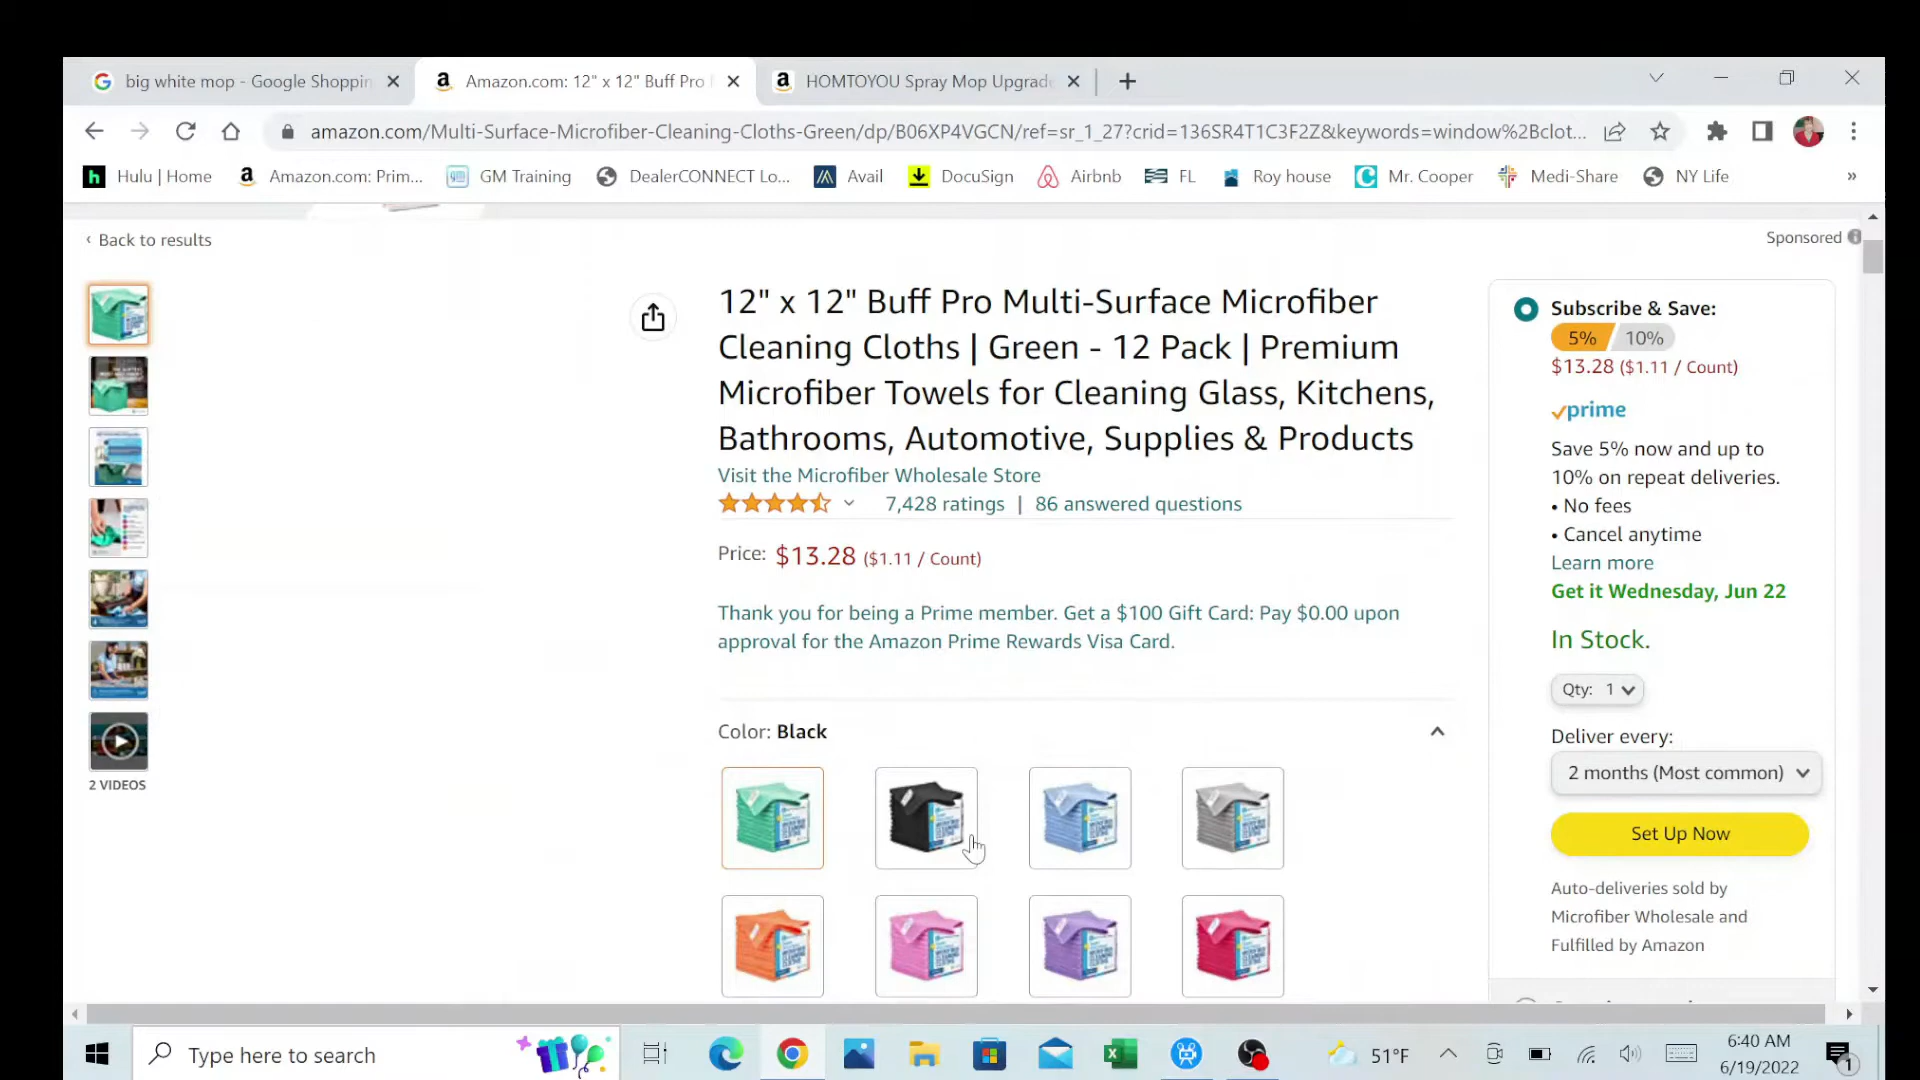 big white mop - Google Shoppin
Amazon.com: 12" x 12" Buff Pro
HOMTOYOU Spray Mop Upgrade
amazon.com/Multi-Surface-Microfiber-Cleaning-Cloths-Green/dp/B06XP4VGCN/ref=sr_1_27?crid=136SR4T1C3F2Z&keywords=window%2Bclot...
Hulu | Home
Amazon.com: Prim...
GM Training
DealerCONNECT Lo...
Avail
DocuSign
Airbnb
FL
Roy house
Mr. Cooper
Medi-Share
NY Life
»
‹ Back to results
Sponsored
12" x 12" Buff Pro Multi-Surface Microfiber
Cleaning Cloths | Green - 12 Pack | Premium
Microfiber Towels for Cleaning Glass, Kitchens,
Bathrooms, Automotive, Supplies & Products
Visit the Microfiber Wholesale Store
7,428 ratings | 86 answered questions
Price: $13.28 ($1.11 / Count)
Thank you for being a Prime member. Get a $100 Gift Card: Pay $0.00 upon
approval for the Amazon Prime Rewards Visa Card.
Color: Black
2 VIDEOS
Subscribe & Save:
5% 10%
$13.28 ($1.11 / Count)
prime
Save 5% now and up to
10% on repeat deliveries.
• No fees
• Cancel anytime
Learn more
Get it Wednesday, Jun 22
In Stock.
Qty: 1
Deliver every:
2 months (Most common)
Set Up Now
Auto-deliveries sold by
Microfiber Wholesale and
Fulfilled by Amazon
Type here to search
51°F
6:40 AM
6/19/2022
1